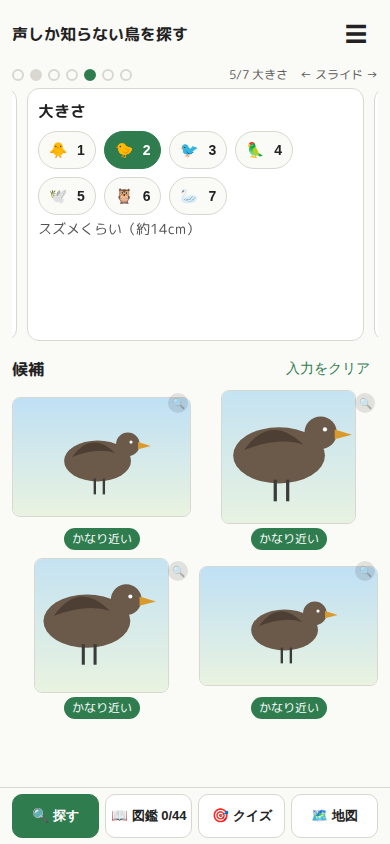 声しか知らない鳥を探す
5/7 大きさ ← スライド →
大きさ
1 2 3 4
5 6 7
スズメくらい（約14cm）
候補 入力をクリア
かなり近い かなり近い
かなり近い かなり近い
探す 図鑑 0/44 クイズ 地図